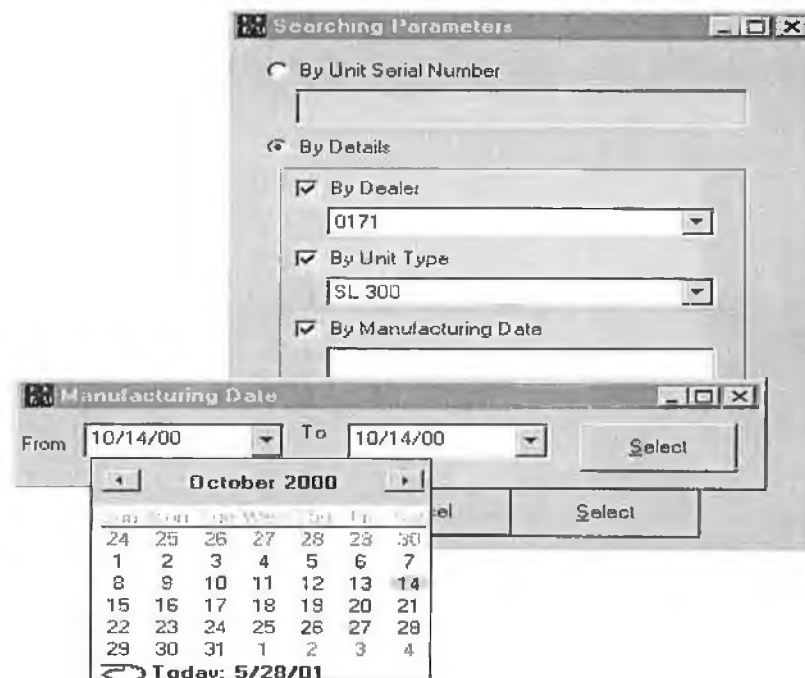 Searching Parameters
By Unit Serial Number
By Details
By Dealer
0171
By Unit Type
SL 300
By Manufacturing Date
Manufacturing Date
From 10/14/00 To 10/14/00 Select
October 2000
24 25 26 27 28 29 30
1 2 3 4 5 6 7
8 9 10 11 12 13 14
15 16 17 18 19 20 21
22 23 24 25 26 27 28
29 30 31 1 2 3 4
Today: 5/28/01
cel Select